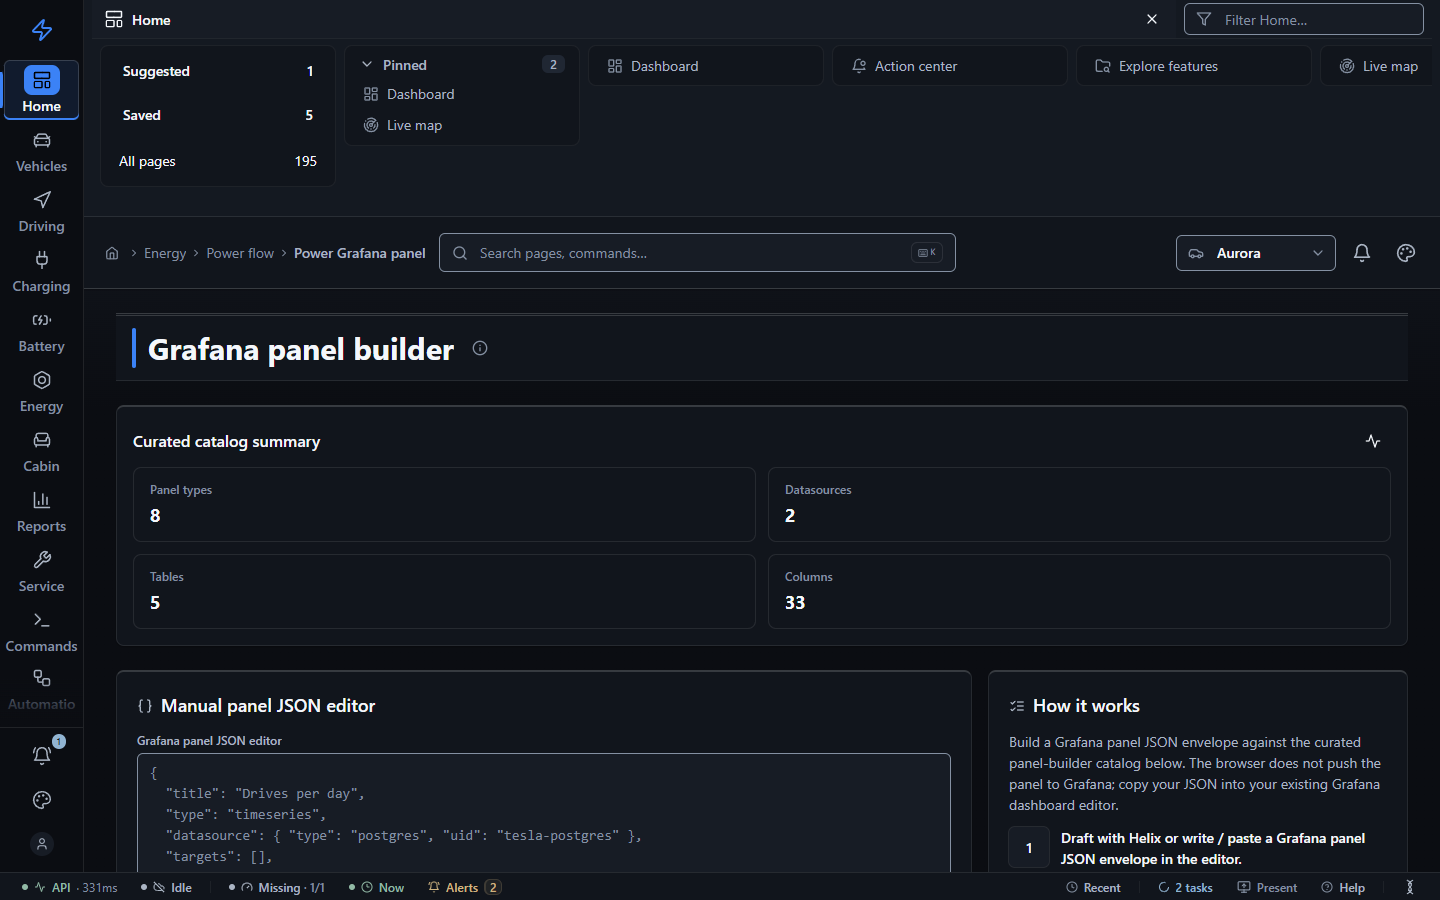 Home
Filter Home...
Home
Vehicles
Driving
Charging
Battery
Energy
Cabin
Reports
Service
Commands
Automatio
1
Suggested 1
Saved 5
All pages 195
Pinned 2
Dashboard
Live map
Dashboard
Action center
Explore features
Live map
Energy > Power flow > Power Grafana panel
Search pages, commands...
K
Aurora
Grafana panel builder
Curated catalog summary
Panel types
8
Datasources
2
Tables
5
Columns
33
{} Manual panel JSON editor
Grafana panel JSON editor
{
"title": "Drives per day",
"type": "timeseries",
"datasource": { "type": "postgres", "uid": "tesla-postgres" },
"targets": [],
How it works
Build a Grafana panel JSON envelope against the curated
panel-builder catalog below. The browser does not push the
panel to Grafana; copy your JSON into your existing Grafana
dashboard editor.
1
Draft with Helix or write / paste a Grafana panel
JSON envelope in the editor.
API · 331ms
Idle
Missing · 1/1
Now
Alerts 2
Recent
2 tasks
Present
Help